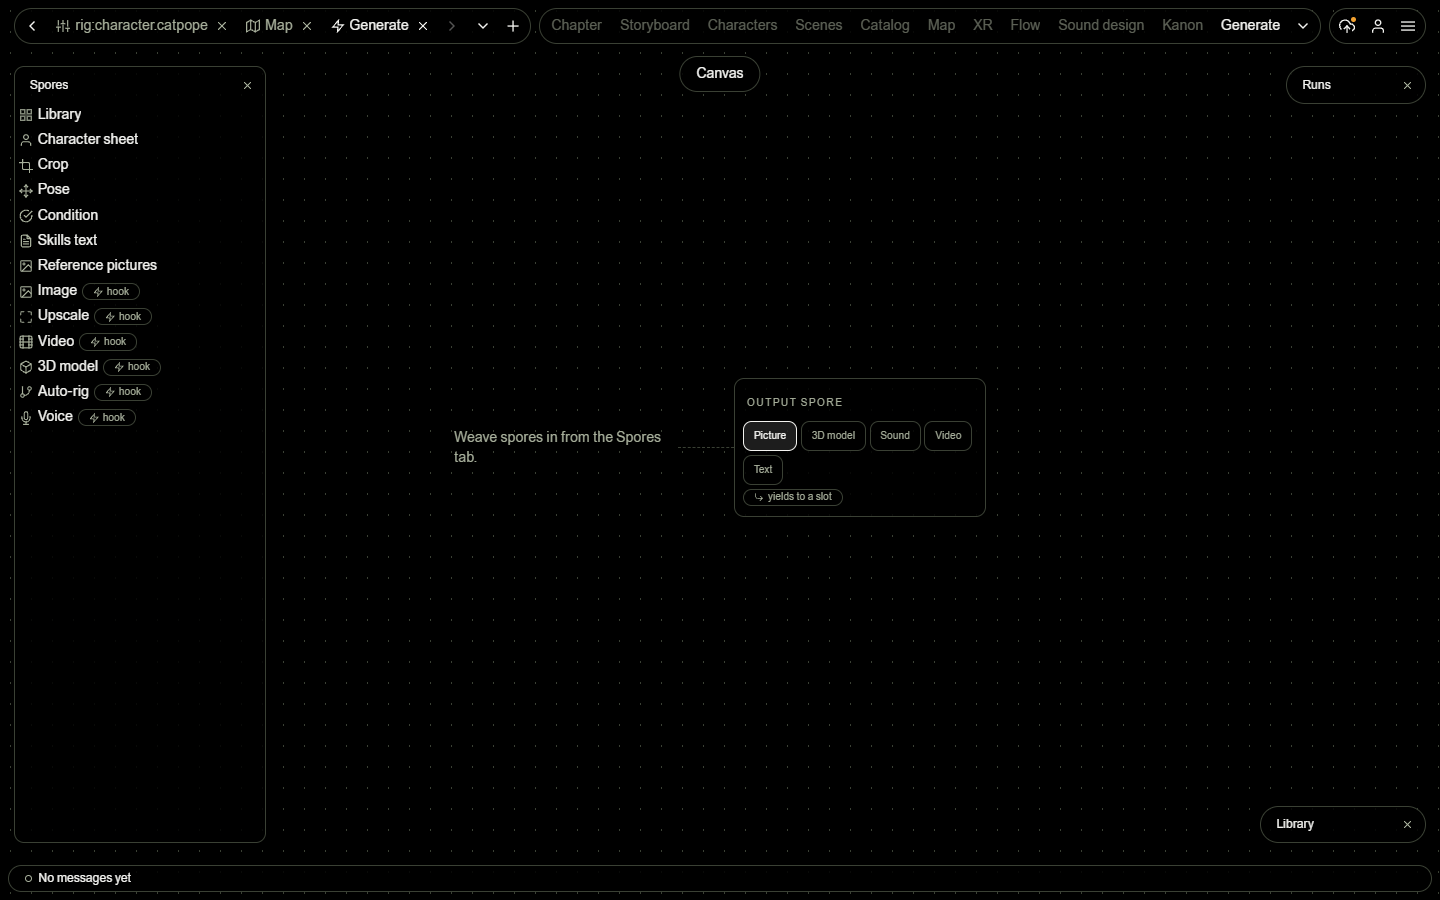 rig:character.catpope
Map
Generate
Chapter
Storyboard
Characters
Scenes
Catalog
Map
XR
Flow
Sound design
Kanon
Generate
Spores
Library
Character sheet
Crop
Pose
Condition
Skills text
Reference pictures
Image hook
Upscale hook
Video hook
3D model hook
Auto-rig hook
Voice hook
Canvas
Weave spores in from the Spores
tab.
OUTPUT SPORE
Picture
3D model
Sound
Video
Text
yields to a slot
Runs
Library
No messages yet